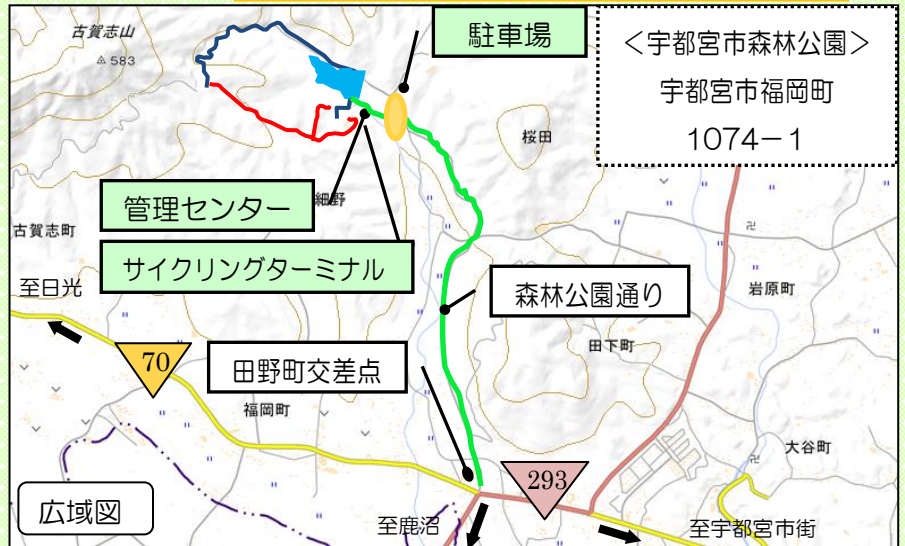 古賀志山
583
駐車場
＜宇都宮市森林公園＞
宇都宮市福岡町
1074－1
桜田
管理センター
細野
古賀志町
サイクリングターミナル
至日光
森林公園通り
岩原町
田下町
70
田野町交差点
福岡町
大谷町
293
広域図
至鹿沼
至宇都宮市街